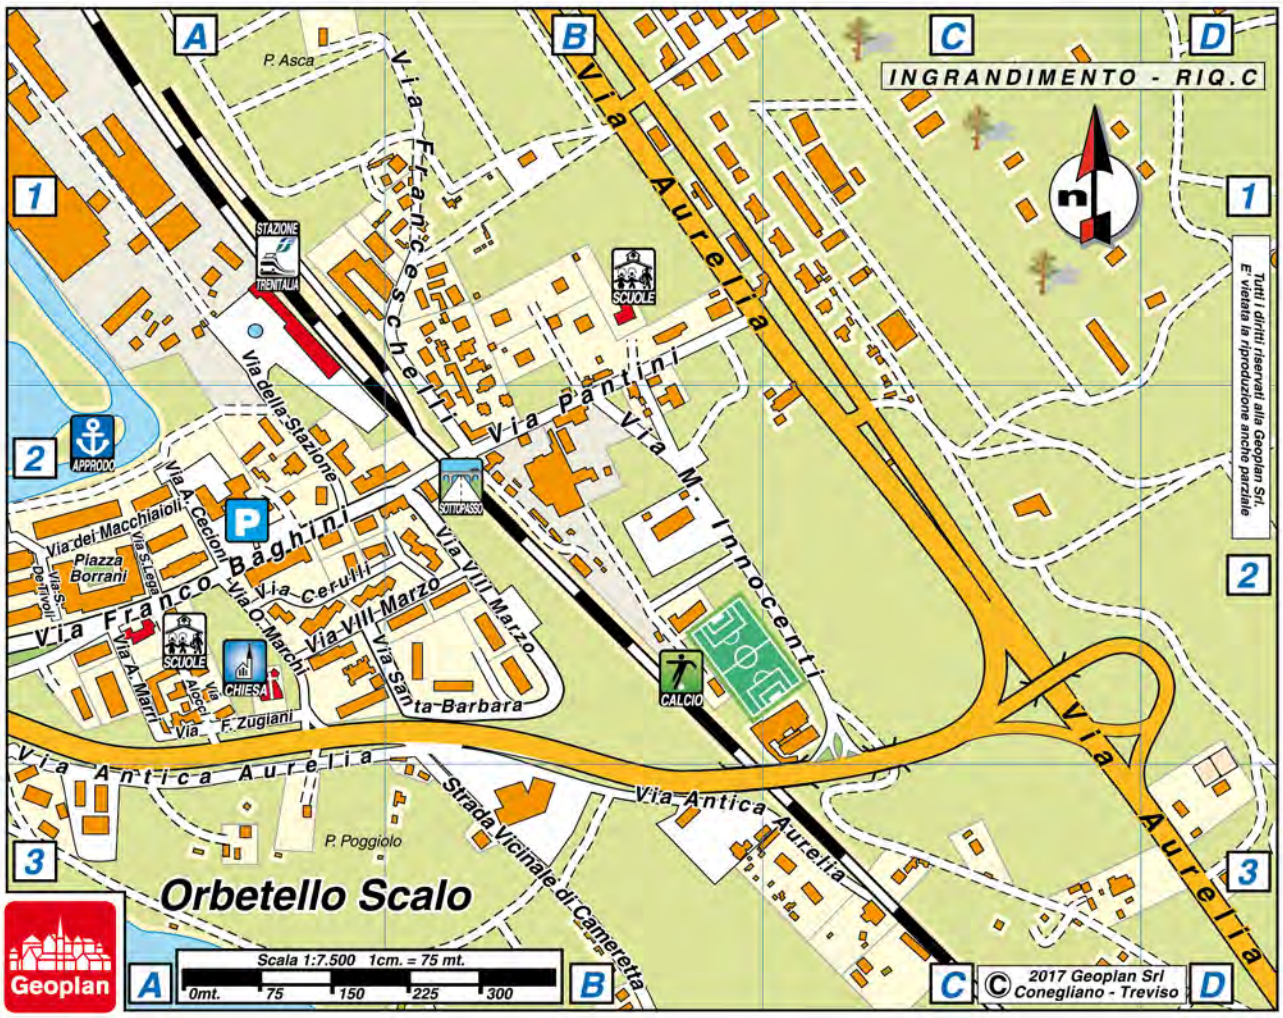 A
B
C
D
INGRANDIMENTO - RIQ.C
P. Asca
Via Franceschelli
Via Aurelia
1
1
n
STAZIONE
TRENITALIA
SCUOLE
Tutti i diritti riservati alla Geoplan Srl.
E' vietata la riproduzione anche parziale
Via della Stazione
Via Pantini
Via M. Innocenti
2
APPRODO
SOTTOPASSO
P
Via A. Cecioni
Via dei Macchiaioli
Piazza
Borrani
Via S.Lega
Via S.
De Tivoli
Via Franco Baghini
Via Cerulli
Via VIII Marzo
Via VIII Marzo
Via O. Marchi
2
SCUOLE
CHIESA
CALCIO
Via A. Marri
Via
Alocci
Via F. Zugiani
Via Santa Barbara
Via Antica Aurelia
Via Antica Aurelia
Via Aurelia
Strada Vicinale di Cameretta
P. Poggiolo
3
3
Orbetello Scalo
Geoplan
A
Scala 1:7.500 1cm. = 75 mt.
0mt. 75 150 225 300
B
C
© 2017 Geoplan Srl
Conegliano - Treviso
D